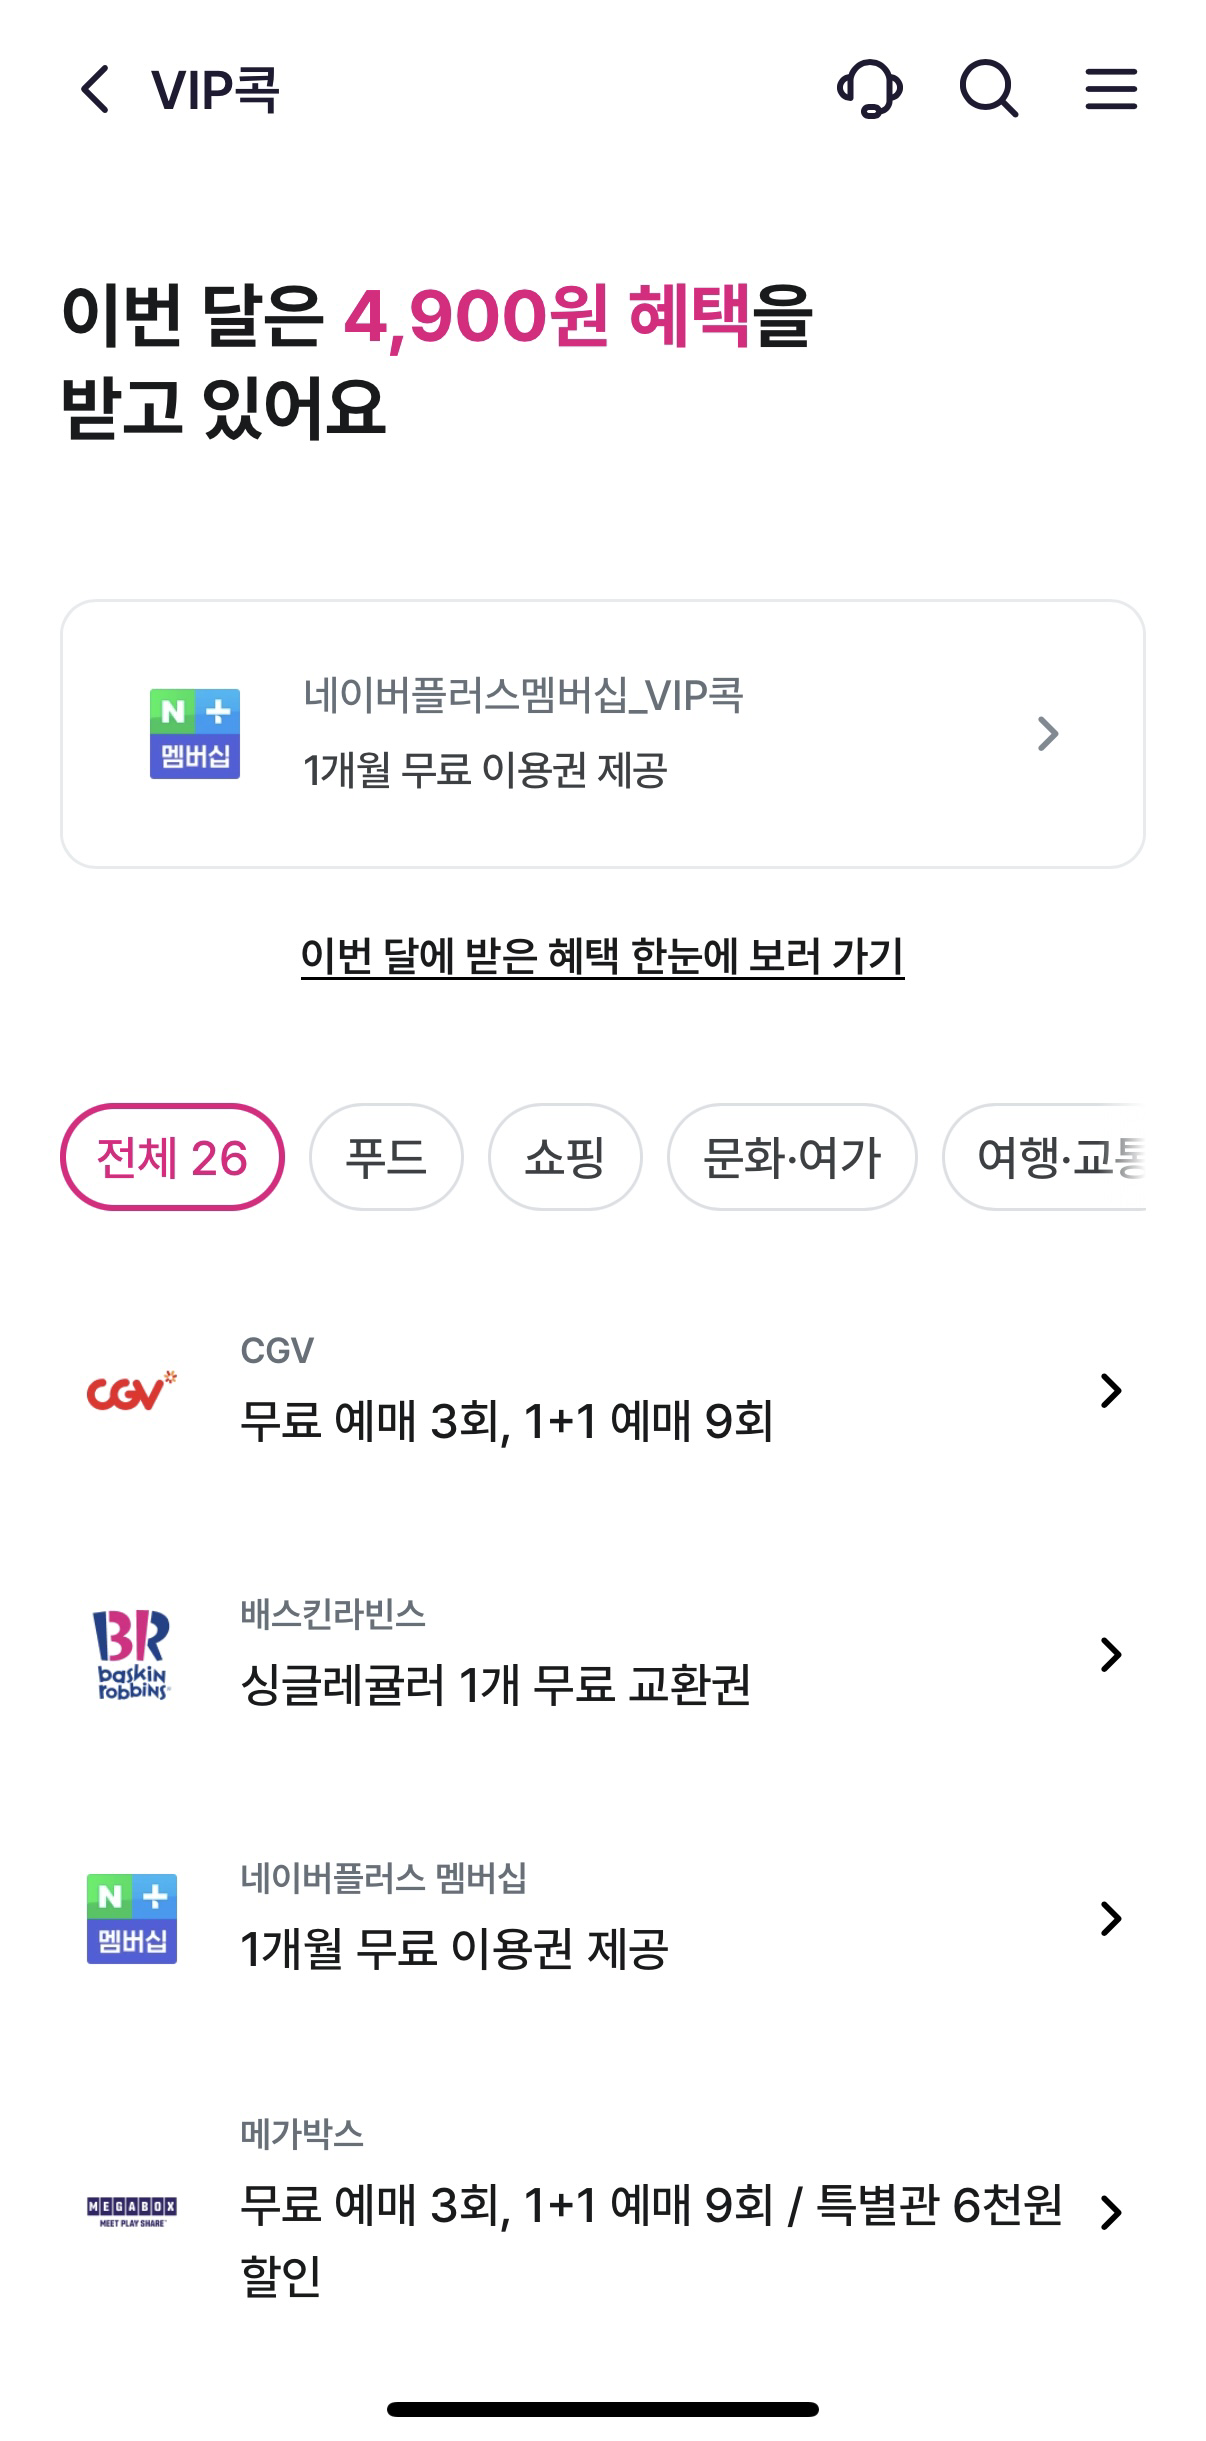 VIP콕
이번 달은 4,900원 혜택을
받고 있어요
N +
멤버십
네이버플러스멤버십_VIP콕
1개월 무료 이용권 제공
이번 달에 받은 혜택 한눈에 보러 가기
전체 26
푸드
쇼핑
문화·여가
여행·교통
CGV
CGV
무료 예매 3회, 1+1 예매 9회
BR
baskin
robbins
배스킨라빈스
싱글레귤러 1개 무료 교환권
N +
멤버십
네이버플러스 멤버십
1개월 무료 이용권 제공
MEGABOX
MEET PLAY SHARE
메가박스
무료 예매 3회, 1+1 예매 9회 / 특별관 6천원
할인